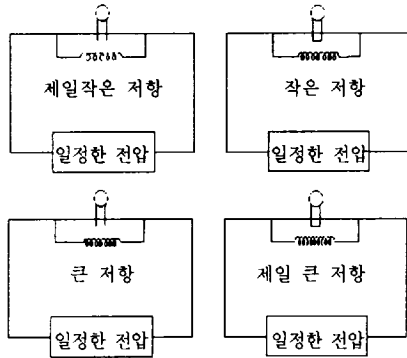 제일작은 저항
작은 저항
일정한 전압
일정한 전압
큰 저항
제일 큰 저항
일정한 전압
일정한 전압